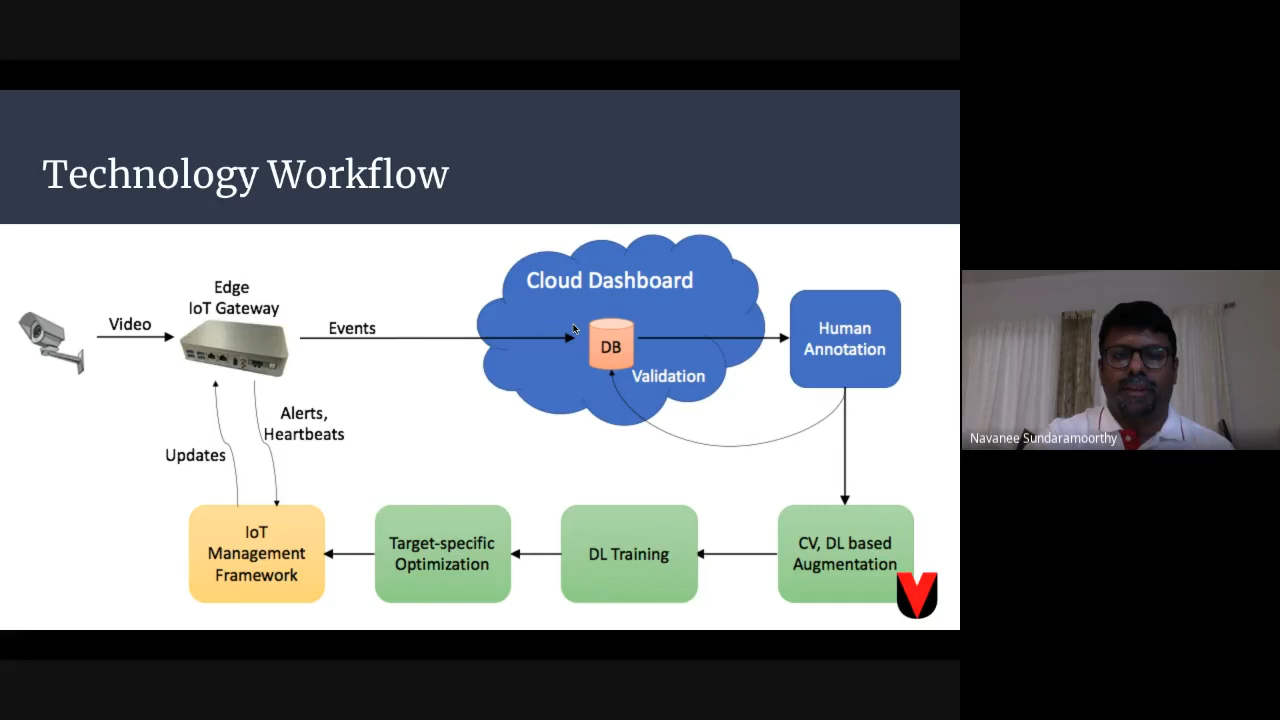 Technology Workflow
Edge
IoT Gateway
Video
Events
Cloud Dashboard
DB
Validation
Human
Annotation
Alerts,
Heartbeats
Updates
IoT
Management
Framework
Target-specific
Optimization
DL Training
CV, DL based
Augmentation
V
Navanee Sundaramoorthy